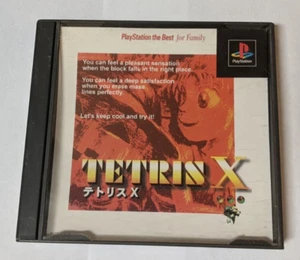 PlayStation the Best for Family
PlayStation
You can feel a pleasant sensation
when the block falls in the right place.
You can feel a deep satisfaction
when you mase mass
lines perfectly.
Let's keep cool and try it!
TETRIS X
テトリスX